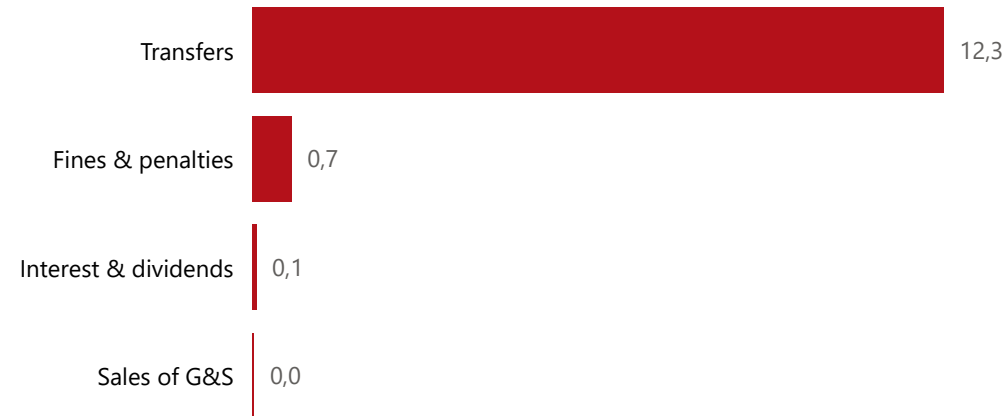 Transfers 12,3
Fines & penalties 0,7
Interest & dividends 0,1
Sales of G&S 0,0